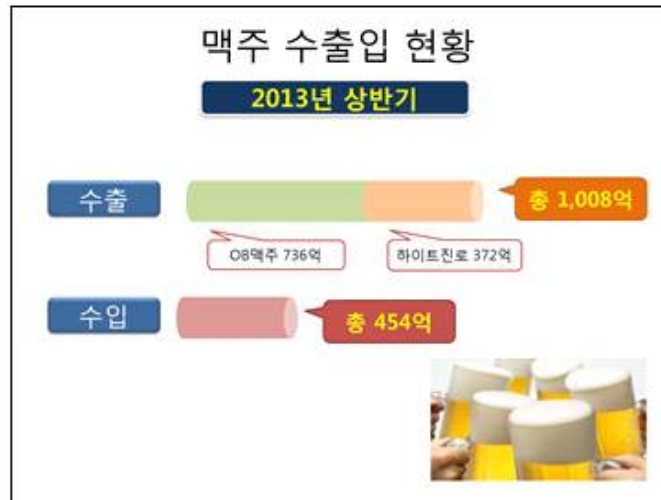 맥주 수출입 현황
2013년 상반기
수출
총 1,008억
OB맥주 736억
하이트진로 372억
수입
총 454억